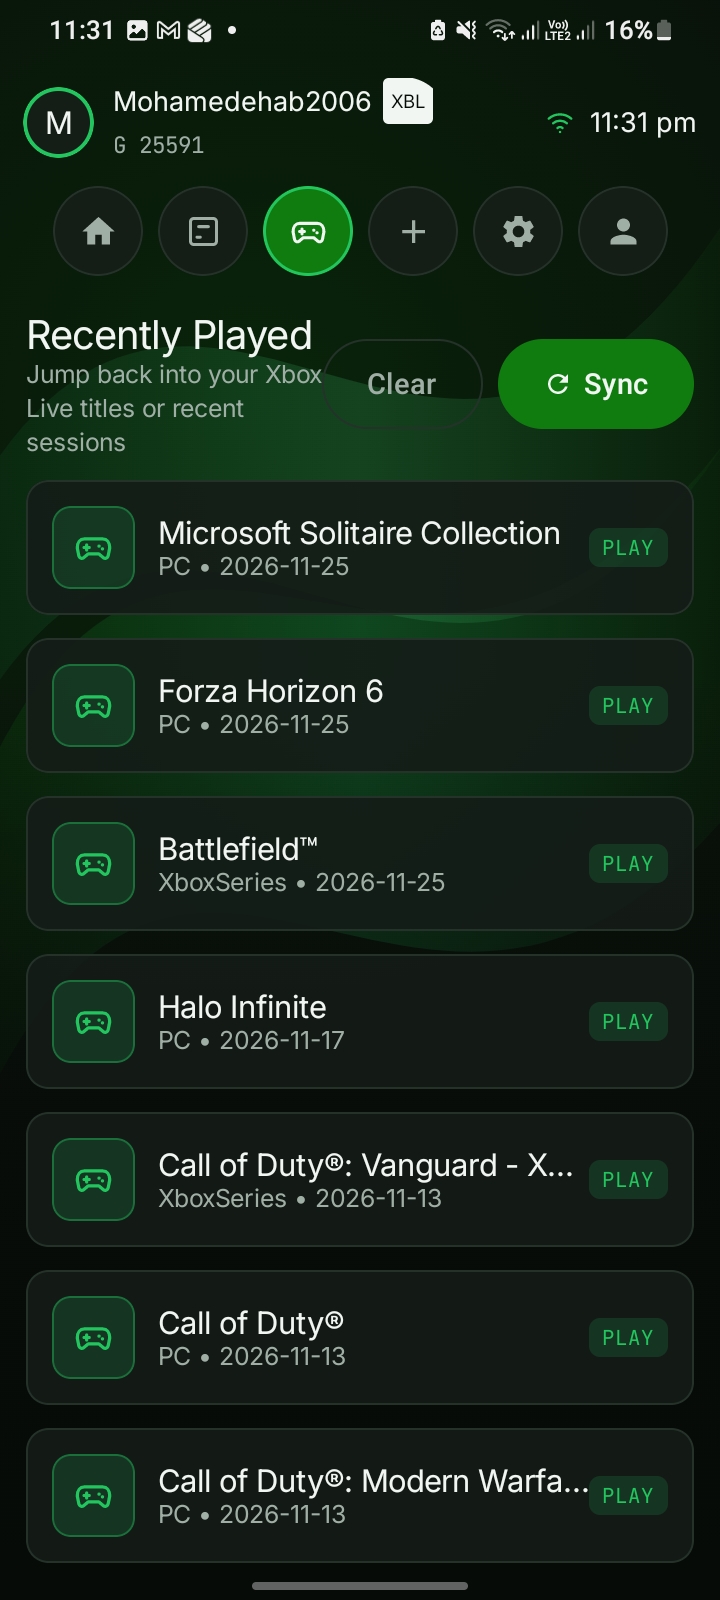 11:31
Vo))
LTE2
16%
M
Mohamedehab2006
XBL
G 25591
11:31 pm
Recently Played
Jump back into your Xbox
Live titles or recent
sessions
Clear
Sync
Microsoft Solitaire Collection
PC • 2026-11-25
PLAY
Forza Horizon 6
PC • 2026-11-25
PLAY
Battlefield™
XboxSeries • 2026-11-25
PLAY
Halo Infinite
PC • 2026-11-17
PLAY
Call of Duty®: Vanguard - X...
XboxSeries • 2026-11-13
PLAY
Call of Duty®
PC • 2026-11-13
PLAY
Call of Duty®: Modern Warfa...
PC • 2026-11-13
PLAY